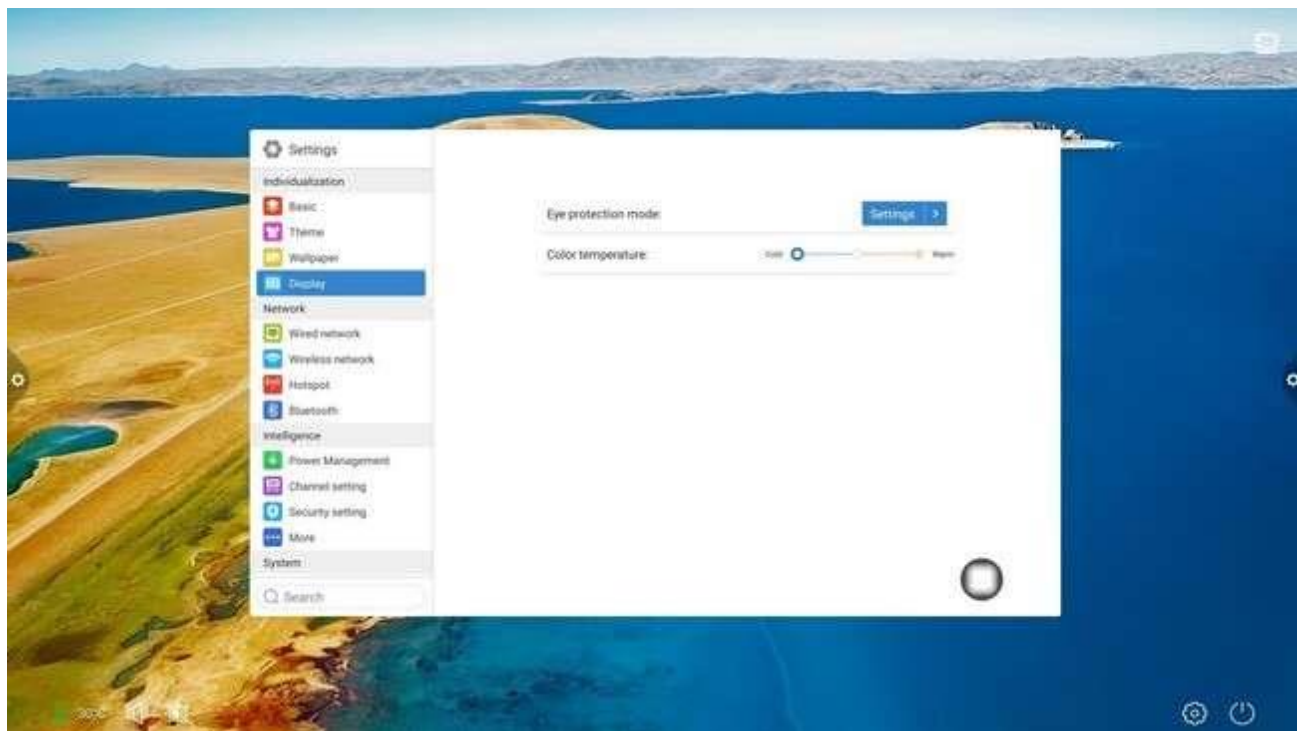 Settings
Individualization
Basic
Theme
Wallpaper
Display
Network
Wired network
Wireless network
Hotspot
Bluetooth
Intelligence
Power Management
Channel setting
Security setting
More
System
Search
Eye protection mode:
Settings >
Color temperature:
Cold
Warm